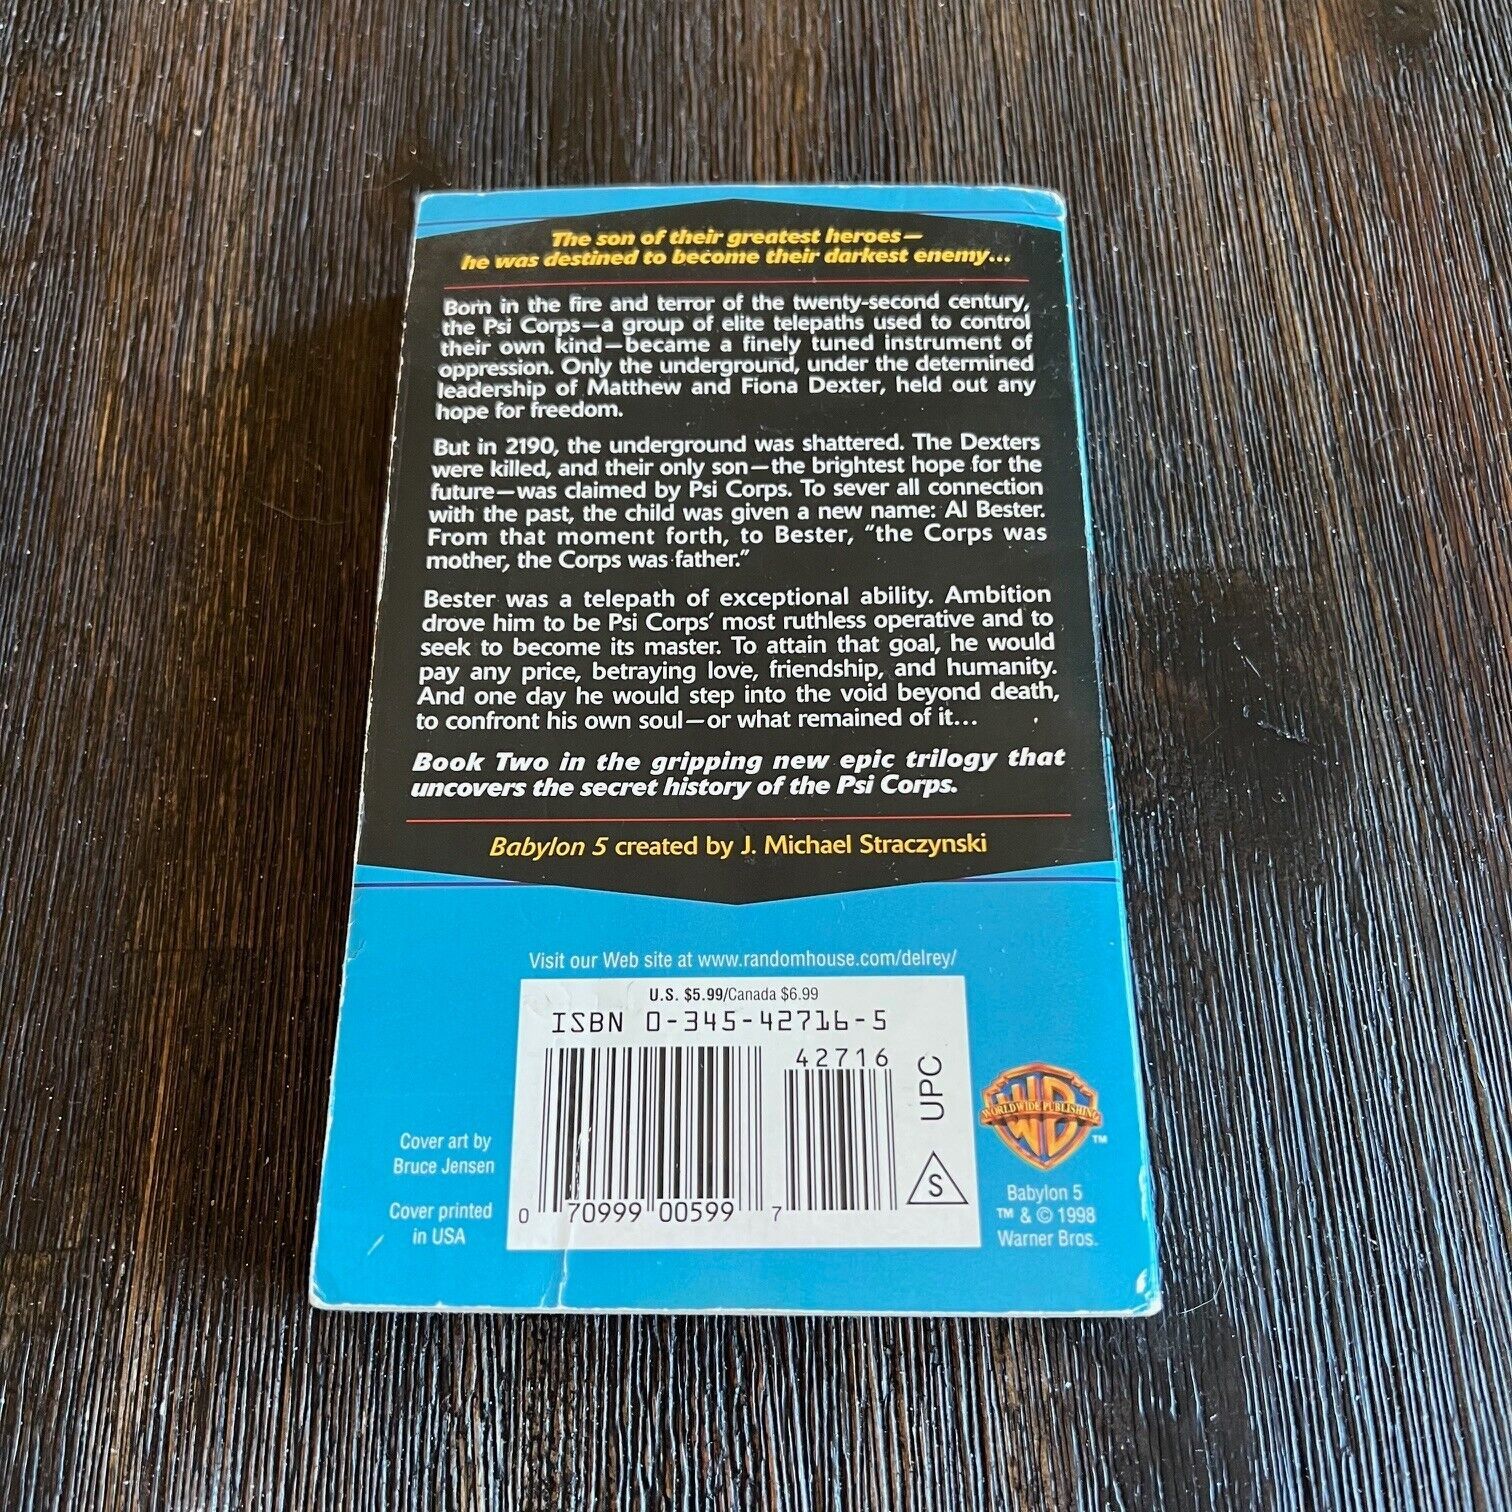 The son of their greatest heroes—
he was destined to become their darkest enemy...
Born in the fire and terror of the twenty-second century,
the Psi Corps—a group of elite telepaths used to control
their own kind—became a finely tuned instrument of
oppression. Only the underground, under the determined
leadership of Matthew and Fiona Dexter, held out any
hope for freedom.
But in 2190, the underground was shattered. The Dexters
were killed, and their only son—the brightest hope for the
future—was claimed by Psi Corps. To sever all connection
with the past, the child was given a new name: Al Bester.
From that moment forth, to Bester, "the Corps was
mother, the Corps was father."
Bester was a telepath of exceptional ability. Ambition
drove him to be Psi Corps' most ruthless operative and to
seek to become its master. To attain that goal, he would
pay any price, betraying love, friendship, and humanity.
And one day he would step into the void beyond death,
to confront his own soul—or what remained of it...
Book Two in the gripping new epic trilogy that
uncovers the secret history of the Psi Corps.
Babylon 5 created by J. Michael Straczynski
Visit our Web site at www.randomhouse.com/delrey/
U.S. $5.99/Canada $6.99
ISBN 0-345-42716-5
42716
UPC
S
0 70999 00599 7
Cover art by
Bruce Jensen
Cover printed
in USA
WB
WORLDWIDE PUBLISHING
™
Babylon 5
™ & © 1998
Warner Bros.